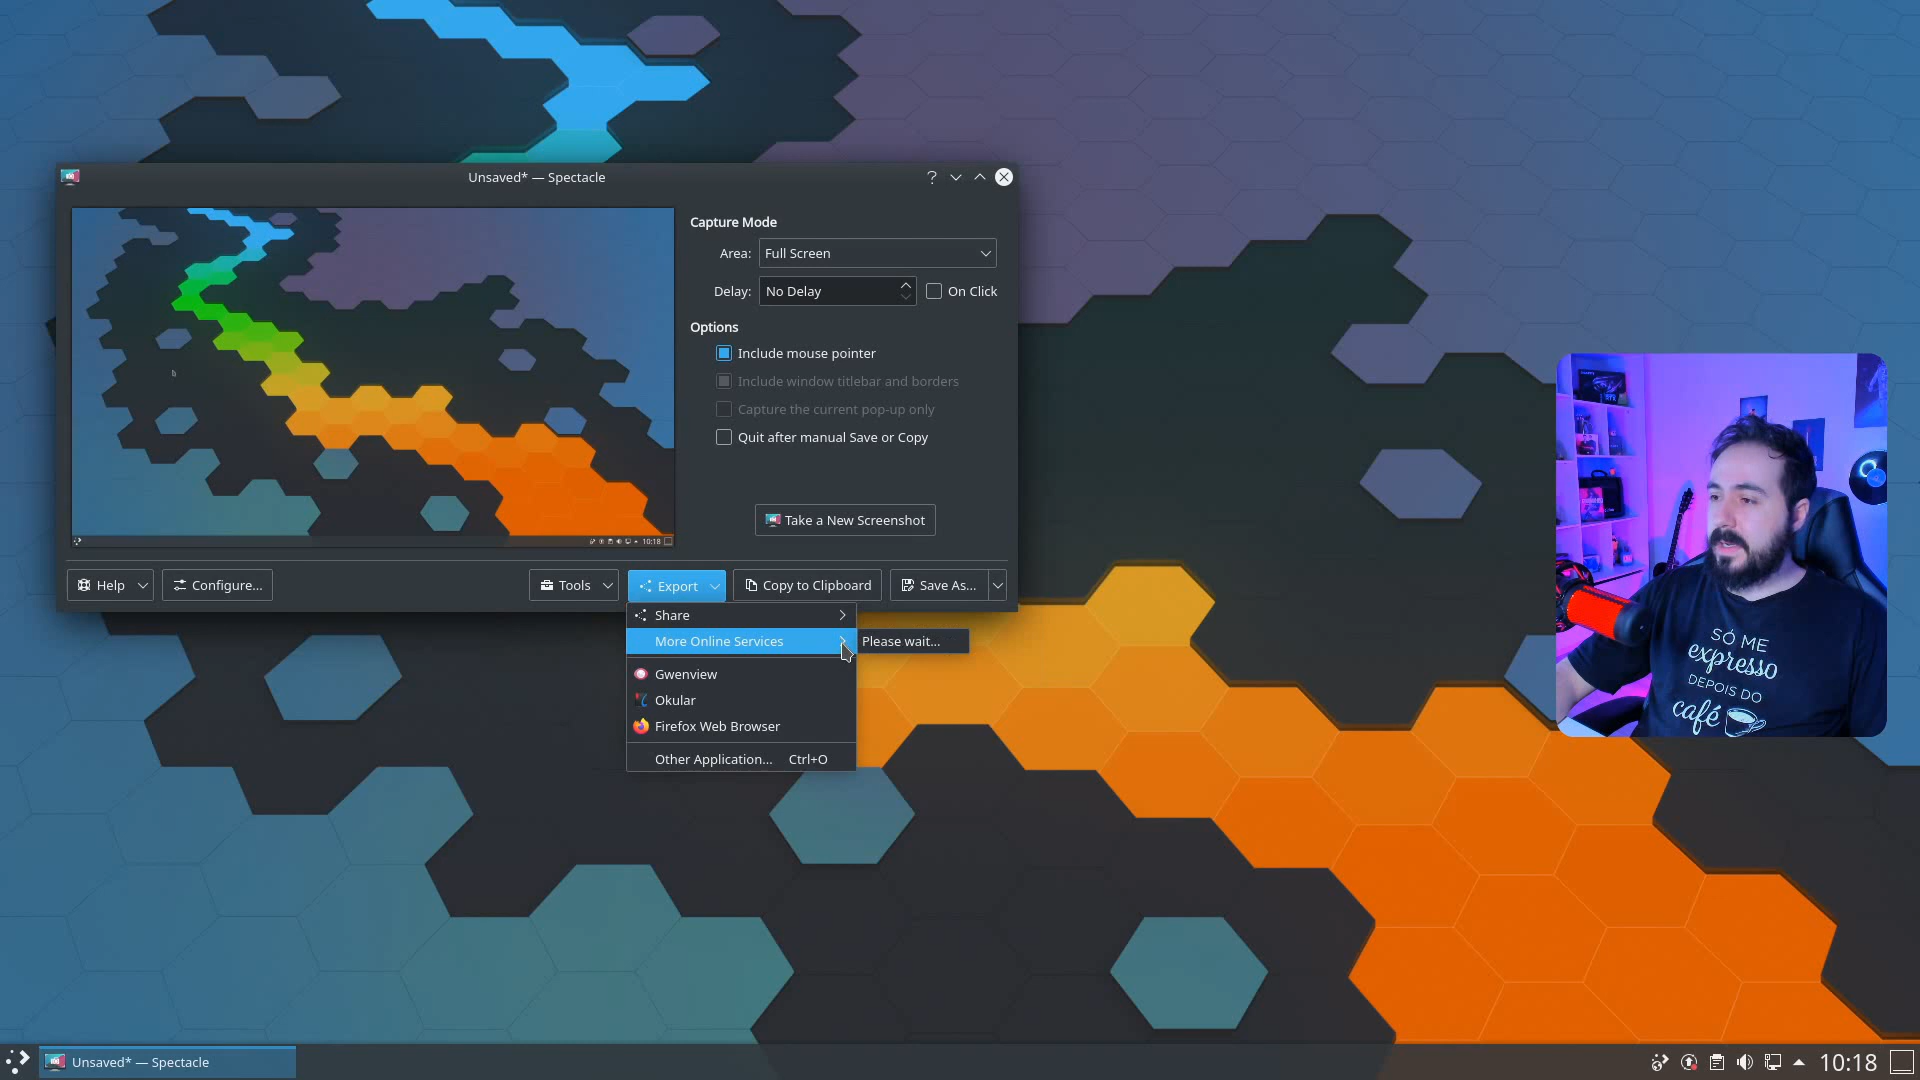 Unsaved* — Spectacle
Capture Mode
Area: Full Screen
Delay: No Delay On Click
Options
Include mouse pointer
Include window titlebar and borders
Capture the current pop-up only
Quit after manual Save or Copy
Take a New Screenshot
10:18
Help Configure... Tools Export Copy to Clipboard Save As...
Share
More Online Services Please wait...
Gwenview
Okular
Firefox Web Browser
Other Application... Ctrl+O
SÓ ME
expresso
DEPOIS DO
café
Unsaved* — Spectacle 10:18